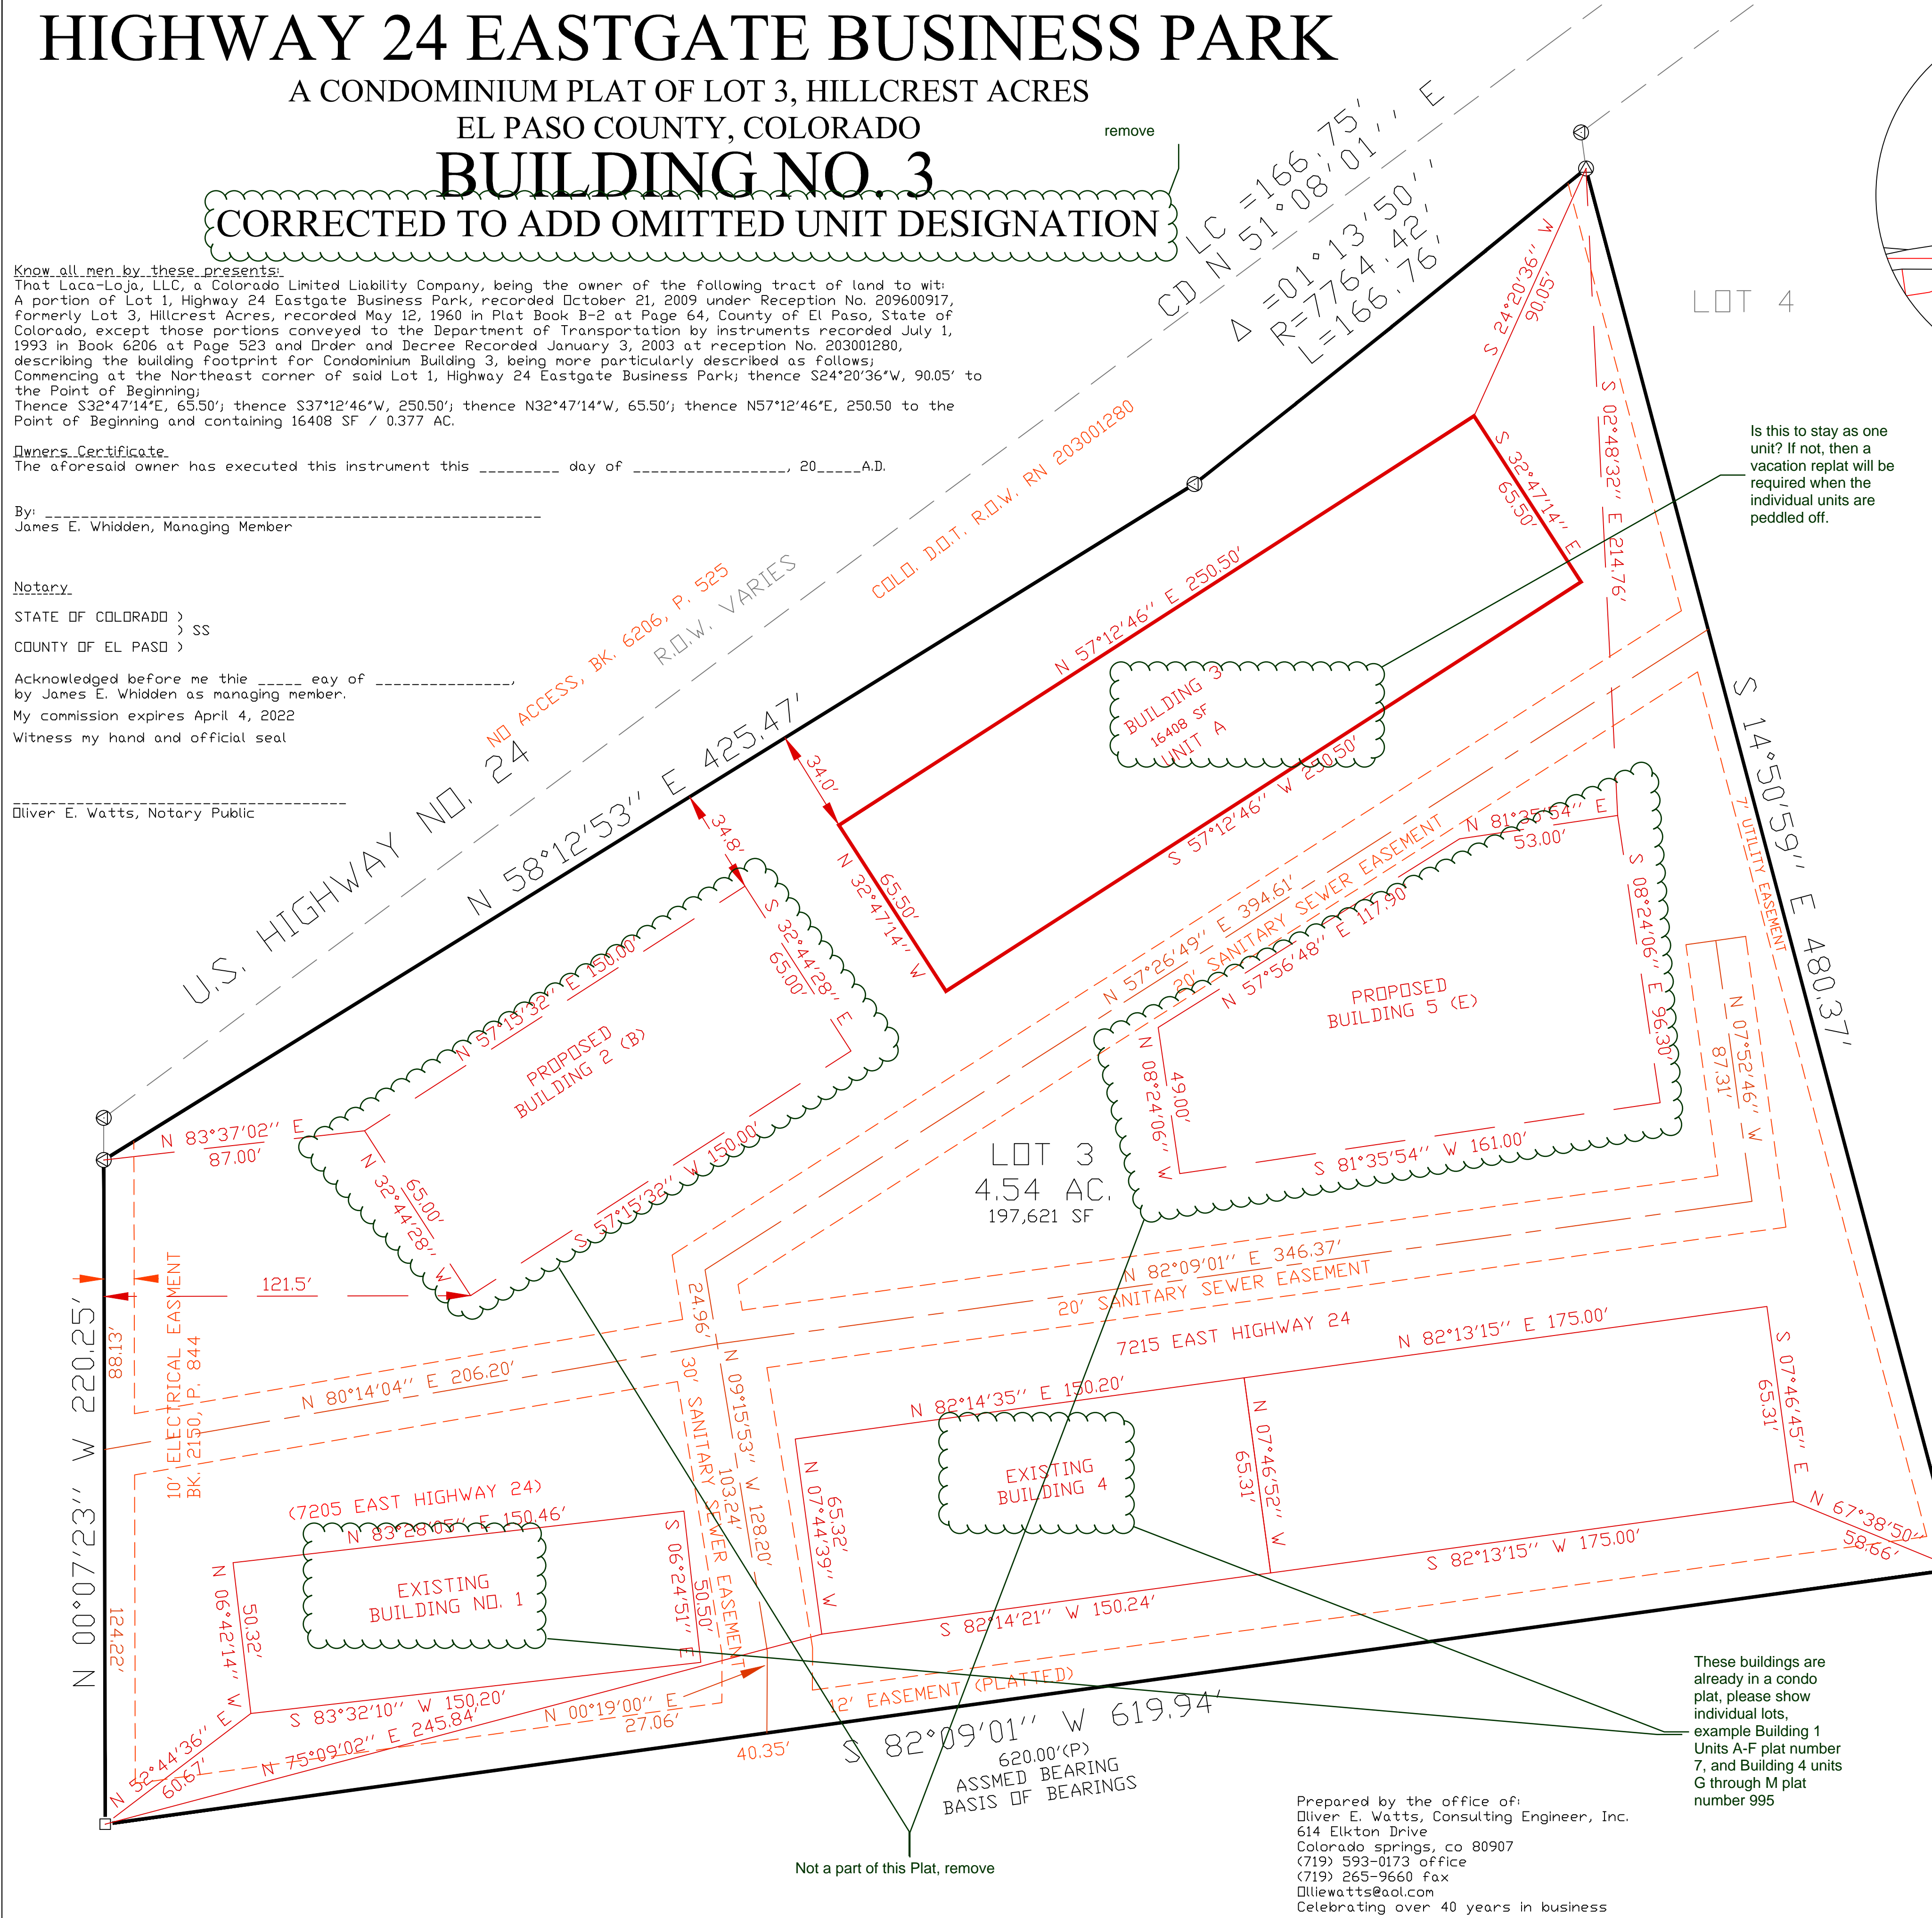 HIGHWAY 24 EASTGATE BUSINESS PARK
A CONDOMINIUM PLAT OF LOT 3, HILLCREST ACRES
EL PASO COUNTY, COLORADO
BUILDING NO. 3
CORRECTED TO ADD OMITTED UNIT DESIGNATION
remove
Know all men by these presents:
That Laca-Loja, LLC, a Colorado Limited Liability Company, being the owner of the following tract of land to wit:
A portion of Lot 1, Highway 24 Eastgate Business Park, recorded October 21, 2009 under Reception No. 209600917,
formerly Lot 3, Hillcrest Acres, recorded May 12, 1960 in Plat Book B-2 at Page 64, County of El Paso, State of
Colorado, except those portions conveyed to the Department of Transportation by instruments recorded July 1,
1993 in Book 6206 at Page 523 and Order and Decree Recorded January 3, 2003 at reception No. 203001280,
describing the building footprint for Condominium Building 3, being more particularly described as follows;
Commencing at the Northeast corner of said Lot 1, Highway 24 Eastgate Business Park; thence S24°20'36"W, 90.05' to
the Point of Beginning;
Thence S32°47'14"E, 65.50'; thence S37°12'46"W, 250.50'; thence N32°47'14"W, 65.50'; thence N57°12'46"E, 250.50 to the
Point of Beginning and containing 16408 SF / 0.377 AC.
Owners Certificate
The aforesaid owner has executed this instrument this _________ day of _________________, 20_____A.D.
By: _______________________________________________________
James E. Whidden, Managing Member
Notary
STATE OF COLORADO )
) SS
COUNTY OF EL PASO )
Acknowledged before me thie _____ eay of _______________,
by James E. Whidden as managing member.
My commission expires April 4, 2022
Witness my hand and official seal
_____________________________________
Oliver E. Watts, Notary Public
LC =166.75'
CD N 51°08'01'' E
Δ =01°13'50''
R=7764.42'
L=166.76'
LOT 4
S 24°20'36'' W
90.05'
S 02°48'32'' E 214.76'
Is this to stay as one
unit? If not, then a
vacation replat will be
required when the
individual units are
peddled off.
COLO. D.O.T. R.O.W. RN 203001280
NO ACCESS, BK. 6206, P. 525
R.O.W. VARIES
U.S. HIGHWAY NO. 24
N 58°12'53'' E 425.47'
34.0'
34.8'
N 57°12'46'' E 250.50'
S 32°47'14'' E
65.50'
BUILDING 3
16408 SF
UNIT A
S 57°12'46'' W 250.50'
65.50'
N 32°47'14'' W
S 14°50'59'' E 480.37'
7' UTILITY EASEMENT
N 57°26'49'' E 394.61'
20' SANITARY SEWER EASEMENT
N 57°15'32'' E 150.00'
S 32°44'28'' E
65.00'
PROPOSED
BUILDING 2 (B)
S 57°15'32'' W 150.00'
65.00'
N 32°44'28'' W
N 81°35'54'' E
53.00'
N 57°56'48'' E 117.90'
S 08°24'06'' E 96.30'
PROPOSED
BUILDING 5 (E)
49.00'
N 08°24'06'' W
S 81°35'54'' W 161.00'
N 07°52'46'' W
87.31'
N 83°37'02'' E
87.00'
LOT 3
4.54 AC.
197,621 SF
121.5'
N 00°07'23'' W 220.25'
88.13'
124.22'
10' ELECTRICAL EASMENT
BK. 2150, P. 844
N 82°09'01'' E 346.37'
20' SANITARY SEWER EASEMENT
24.96'
N 80°14'04'' E 206.20'
30' SANITARY SEWER EASEMENT
N 09°15'53'' W 128.20'
103.24'
7215 EAST HIGHWAY 24
N 82°13'15'' E 175.00'
N 82°14'35'' E 150.20'
S 07°46'45'' E
65.31'
N 07°46'52'' W
65.31'
65.32'
N 07°44'39'' W
EXISTING
BUILDING 4
S 82°13'15'' W 175.00'
S 82°14'21'' W 150.24'
N 67°38'50''
58.66'
(7205 EAST HIGHWAY 24)
N 83°28'05'' E 150.46'
S 06°24'51'' E
50.50'
EXISTING
BUILDING NO. 1
50.32'
N 06°42'14'' W
S 83°32'10'' W 150.20'
N 52°44'36'' E
60.67'
N 75°09'02'' E 245.84'
N 00°19'00'' E
27.06'
12' EASEMENT (PLATTED)
40.35'
S 82°09'01'' W 619.94'
620.00'(P)
ASSMED BEARING
BASIS OF BEARINGS
These buildings are
already in a condo
plat, please show
individual lots,
example Building 1
Units A-F plat number
7, and Building 4 units
G through M plat
number 995
Not a part of this Plat, remove
Prepared by the office of:
Oliver E. Watts, Consulting Engineer, Inc.
614 Elkton Drive
Colorado springs, co 80907
(719) 593-0173 office
(719) 265-9660 fax
Olliewatts@aol.com
Celebrating over 40 years in business